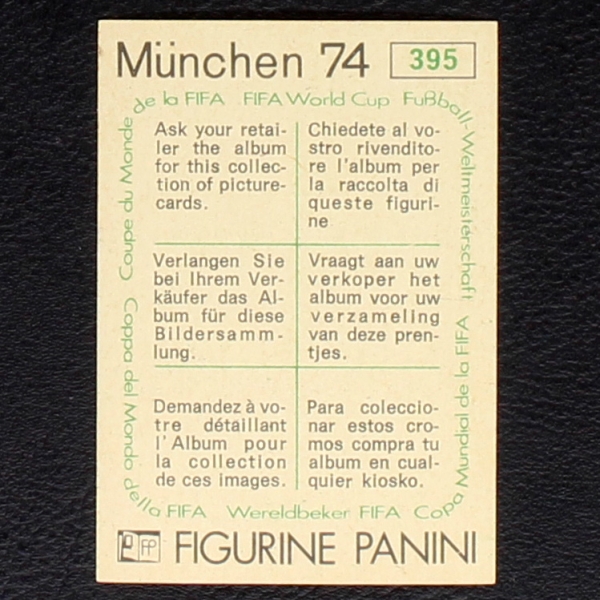 München 74 395
de la FIFA FIFA World Cup Fußball-Weltmeisterschaft
Ask your retai-
ler the album
for this collec-
tion of picture-
cards.
Chiedete al vo-
stro rivendito-
re l'album per
la raccolta di
queste figuri-
ne
Verlangen Sie
bei Ihrem Ver-
käufer das Al-
bum für diese
Bildersamm-
lung.
Vraagt aan uw
verkoper het
album voor uw
verzameling
van deze pren-
tjes.
Demandez à vo-
tre détaillant
l'Album pour
la collection
de ces images.
Para coleccio-
nar estos cro-
mos compra tu
album en cual-
quier kiosko.
Coupe du Monde
Coppa del Mondo
della FIFA Wereldbeker FIFA Copa Mundial de la FIFA
FP FIGURINE PANINI